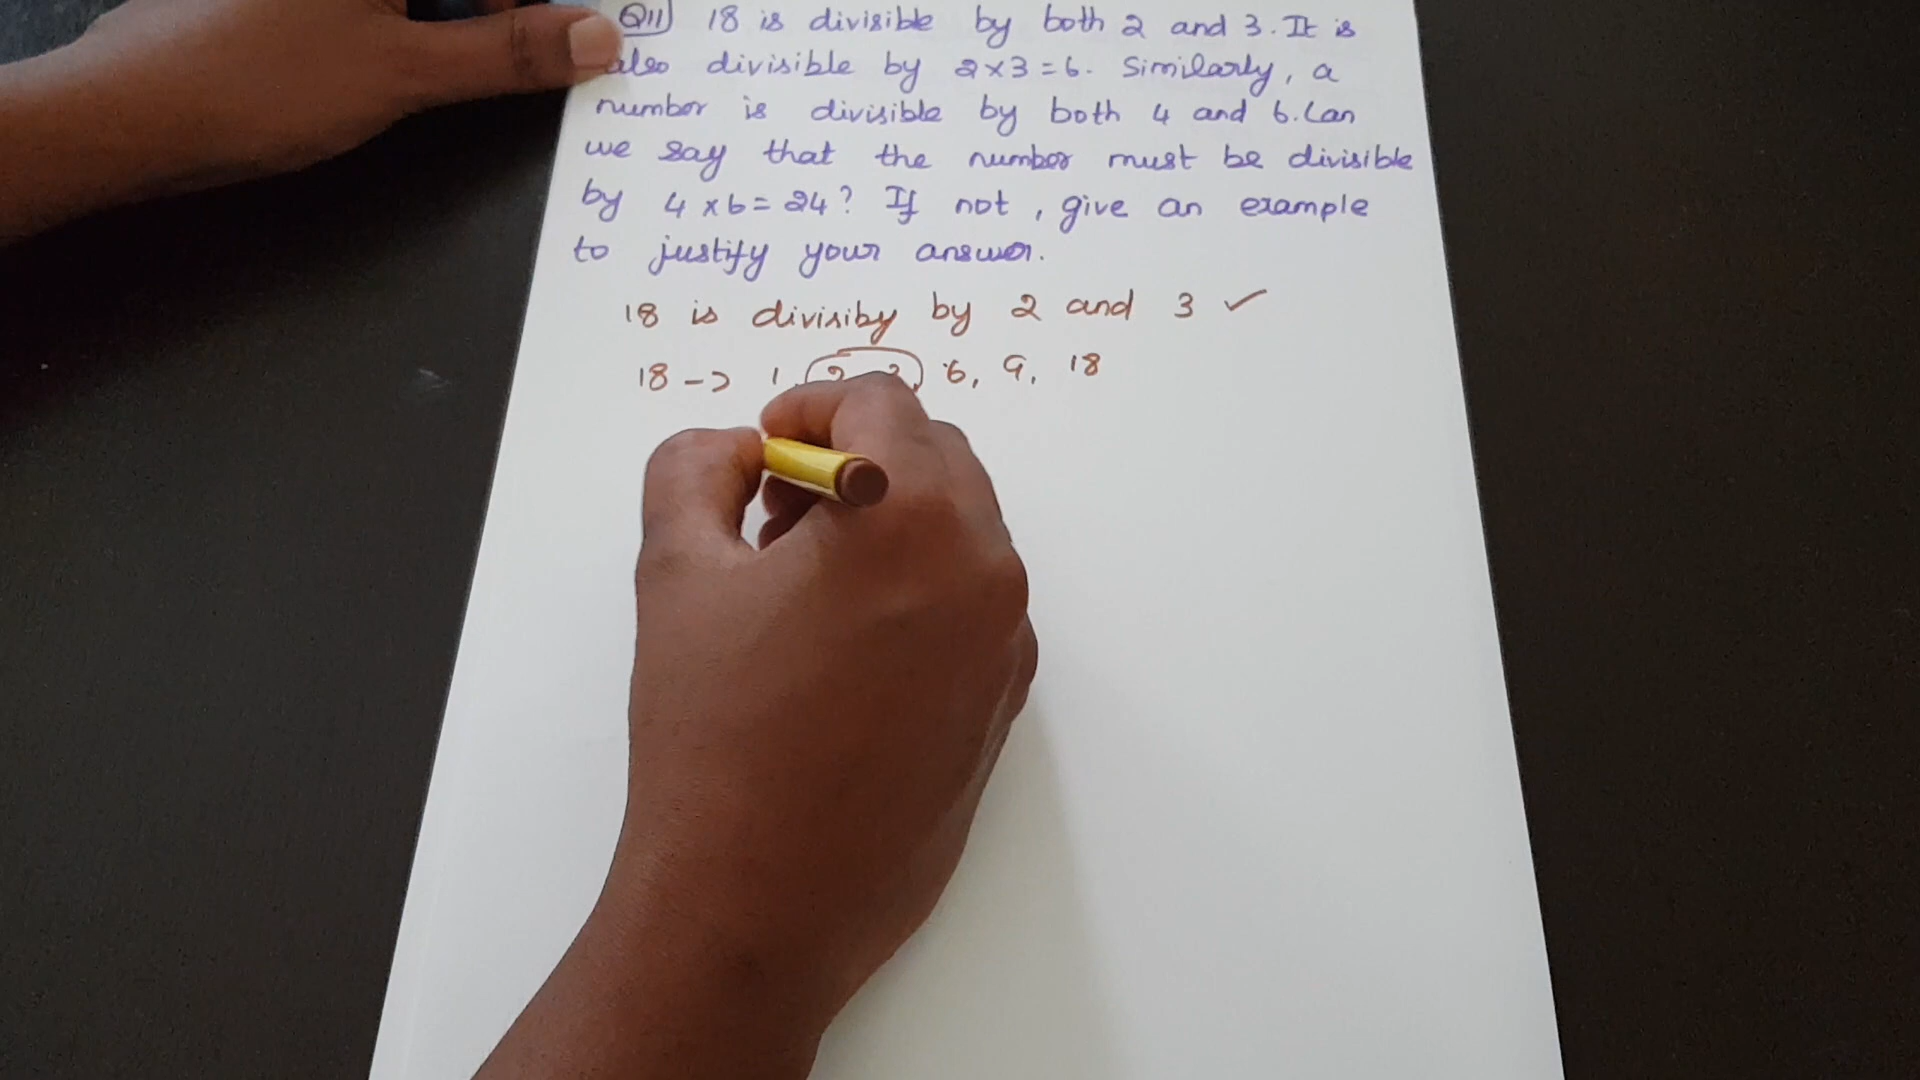 Q11) 18 is divisible by both 2 and 3. It is
also divisible by 2×3=6. Similarly, a
number is divisible by both 4 and 6. Can
we say that the number must be divisible
by 4×6=24? If not, give an example
to justify your answer.
18 is divisiby by 2 and 3 ✓
18 -> 1, 2, 3, 6, 9, 18